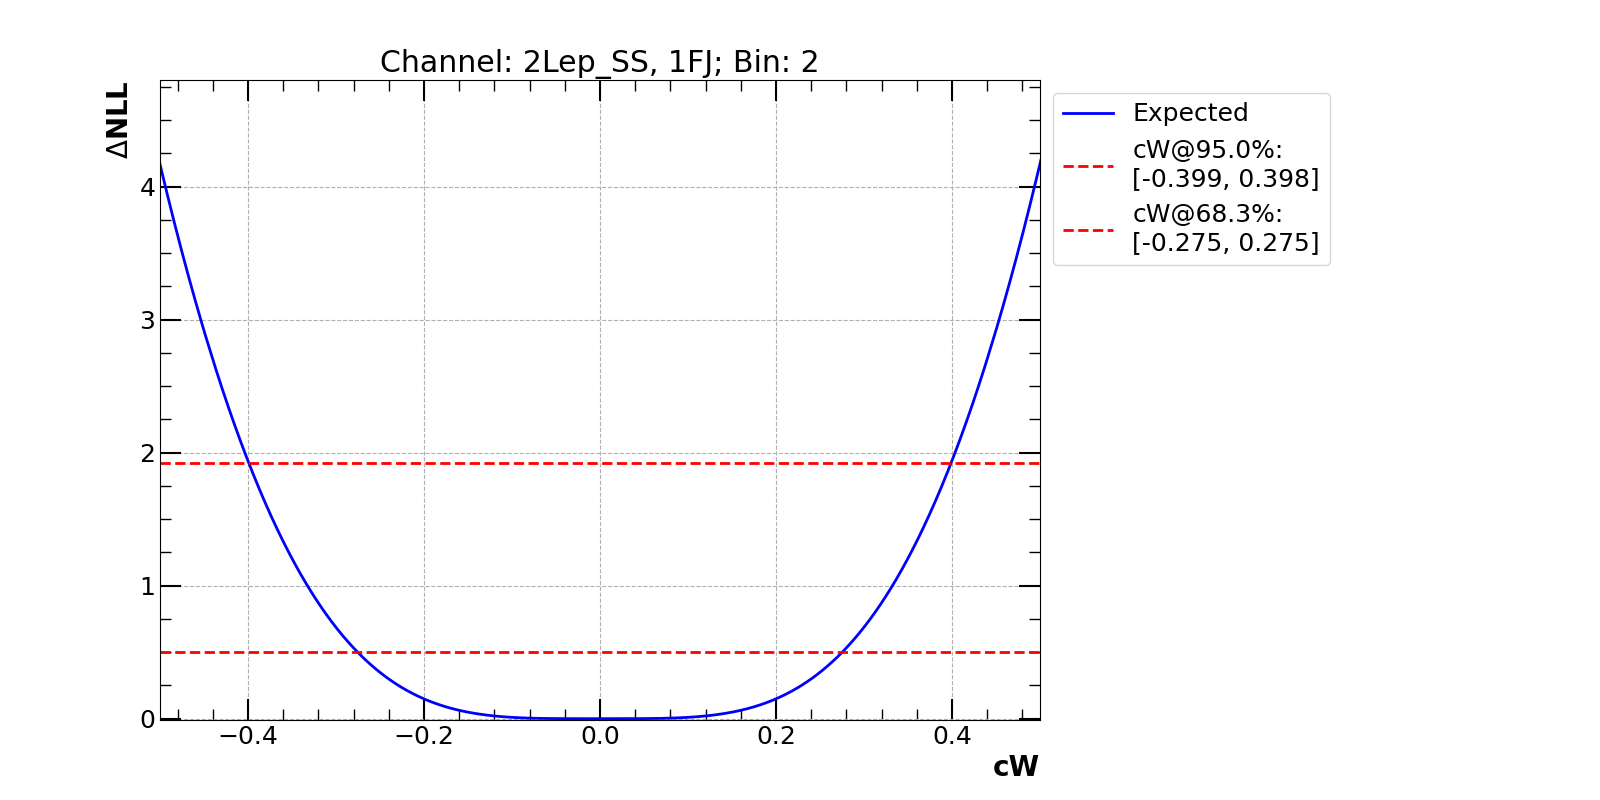 Channel: 2Lep_SS, 1FJ; Bin: 2
ΔNLL
4
3
2
1
0
−0.4
−0.2
0.0
0.2
0.4
cW
Expected
cW@95.0%:
[-0.399, 0.398]
cW@68.3%:
[-0.275, 0.275]